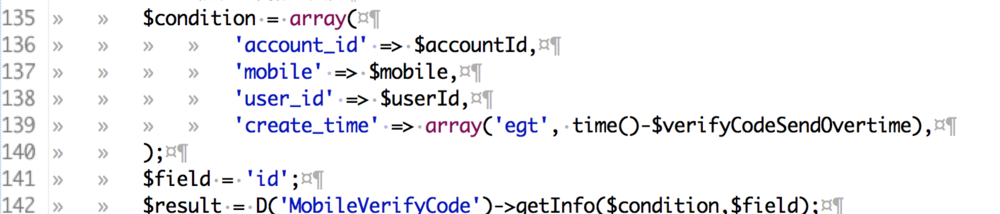 135 » » $condition·=·array(¤¶
136 » » » » 'account_id'·=>·$accountId,¤¶
137 » » » » 'mobile'·=>·$mobile,¤¶
138 » » » » 'user_id'·=>·$userId,¤¶
139 » » » » 'create_time'·=>·array('egt',·time()-$verifyCodeSendOvertime),¤¶
140 » » );¤¶
141 » » $field·=·'id';¤¶
142 » » $result·=·D('MobileVerifyCode')->getInfo($condition,$field);¤¶